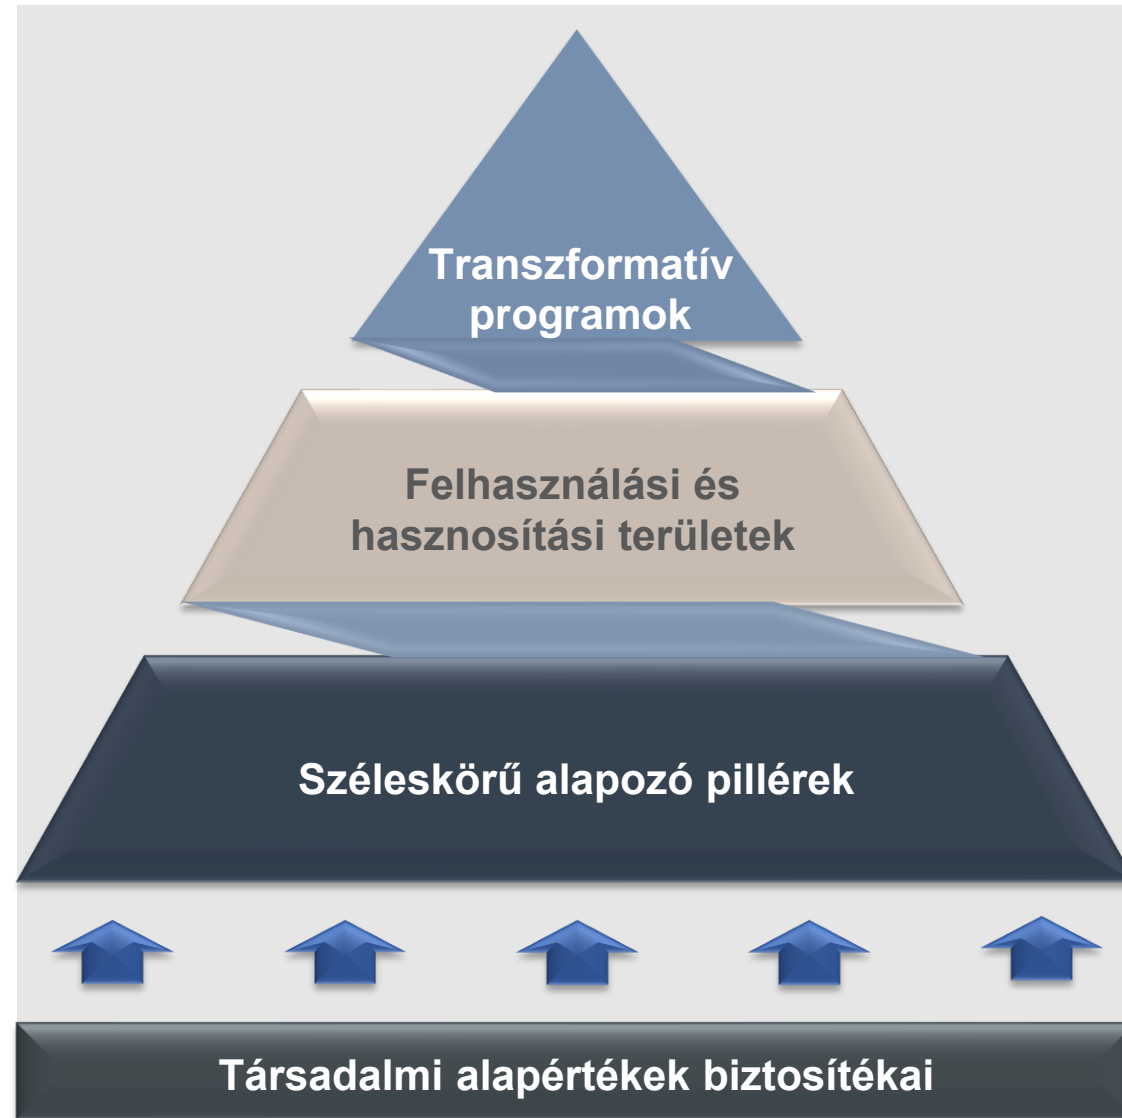 Transzformatív
programok
Felhasználási és
hasznosítási területek
Széleskörű alapozó pillérek
Társadalmi alapértékek biztosítékai